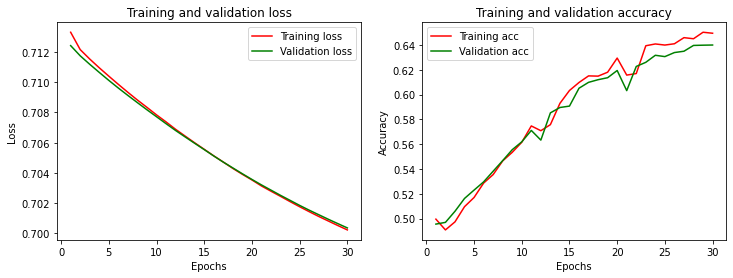 Training and validation loss
Training loss
Validation loss
0.712
0.710
0.708
0.706
0.704
0.702
0.700
Loss
0
5
10
15
20
25
30
Epochs
Training and validation accuracy
Training acc
Validation acc
0.64
0.62
0.60
0.58
0.56
0.54
0.52
0.50
Accuracy
0
5
10
15
20
25
30
Epochs